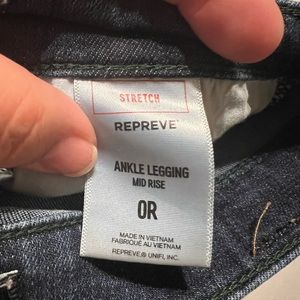 STRETCH
REPREVE
ANKLE LEGGING
MID RISE
0R
MADE IN VIETNAM
FABRIQUÉ AU VIETNAM
REPREVE® UNIFI, INC.